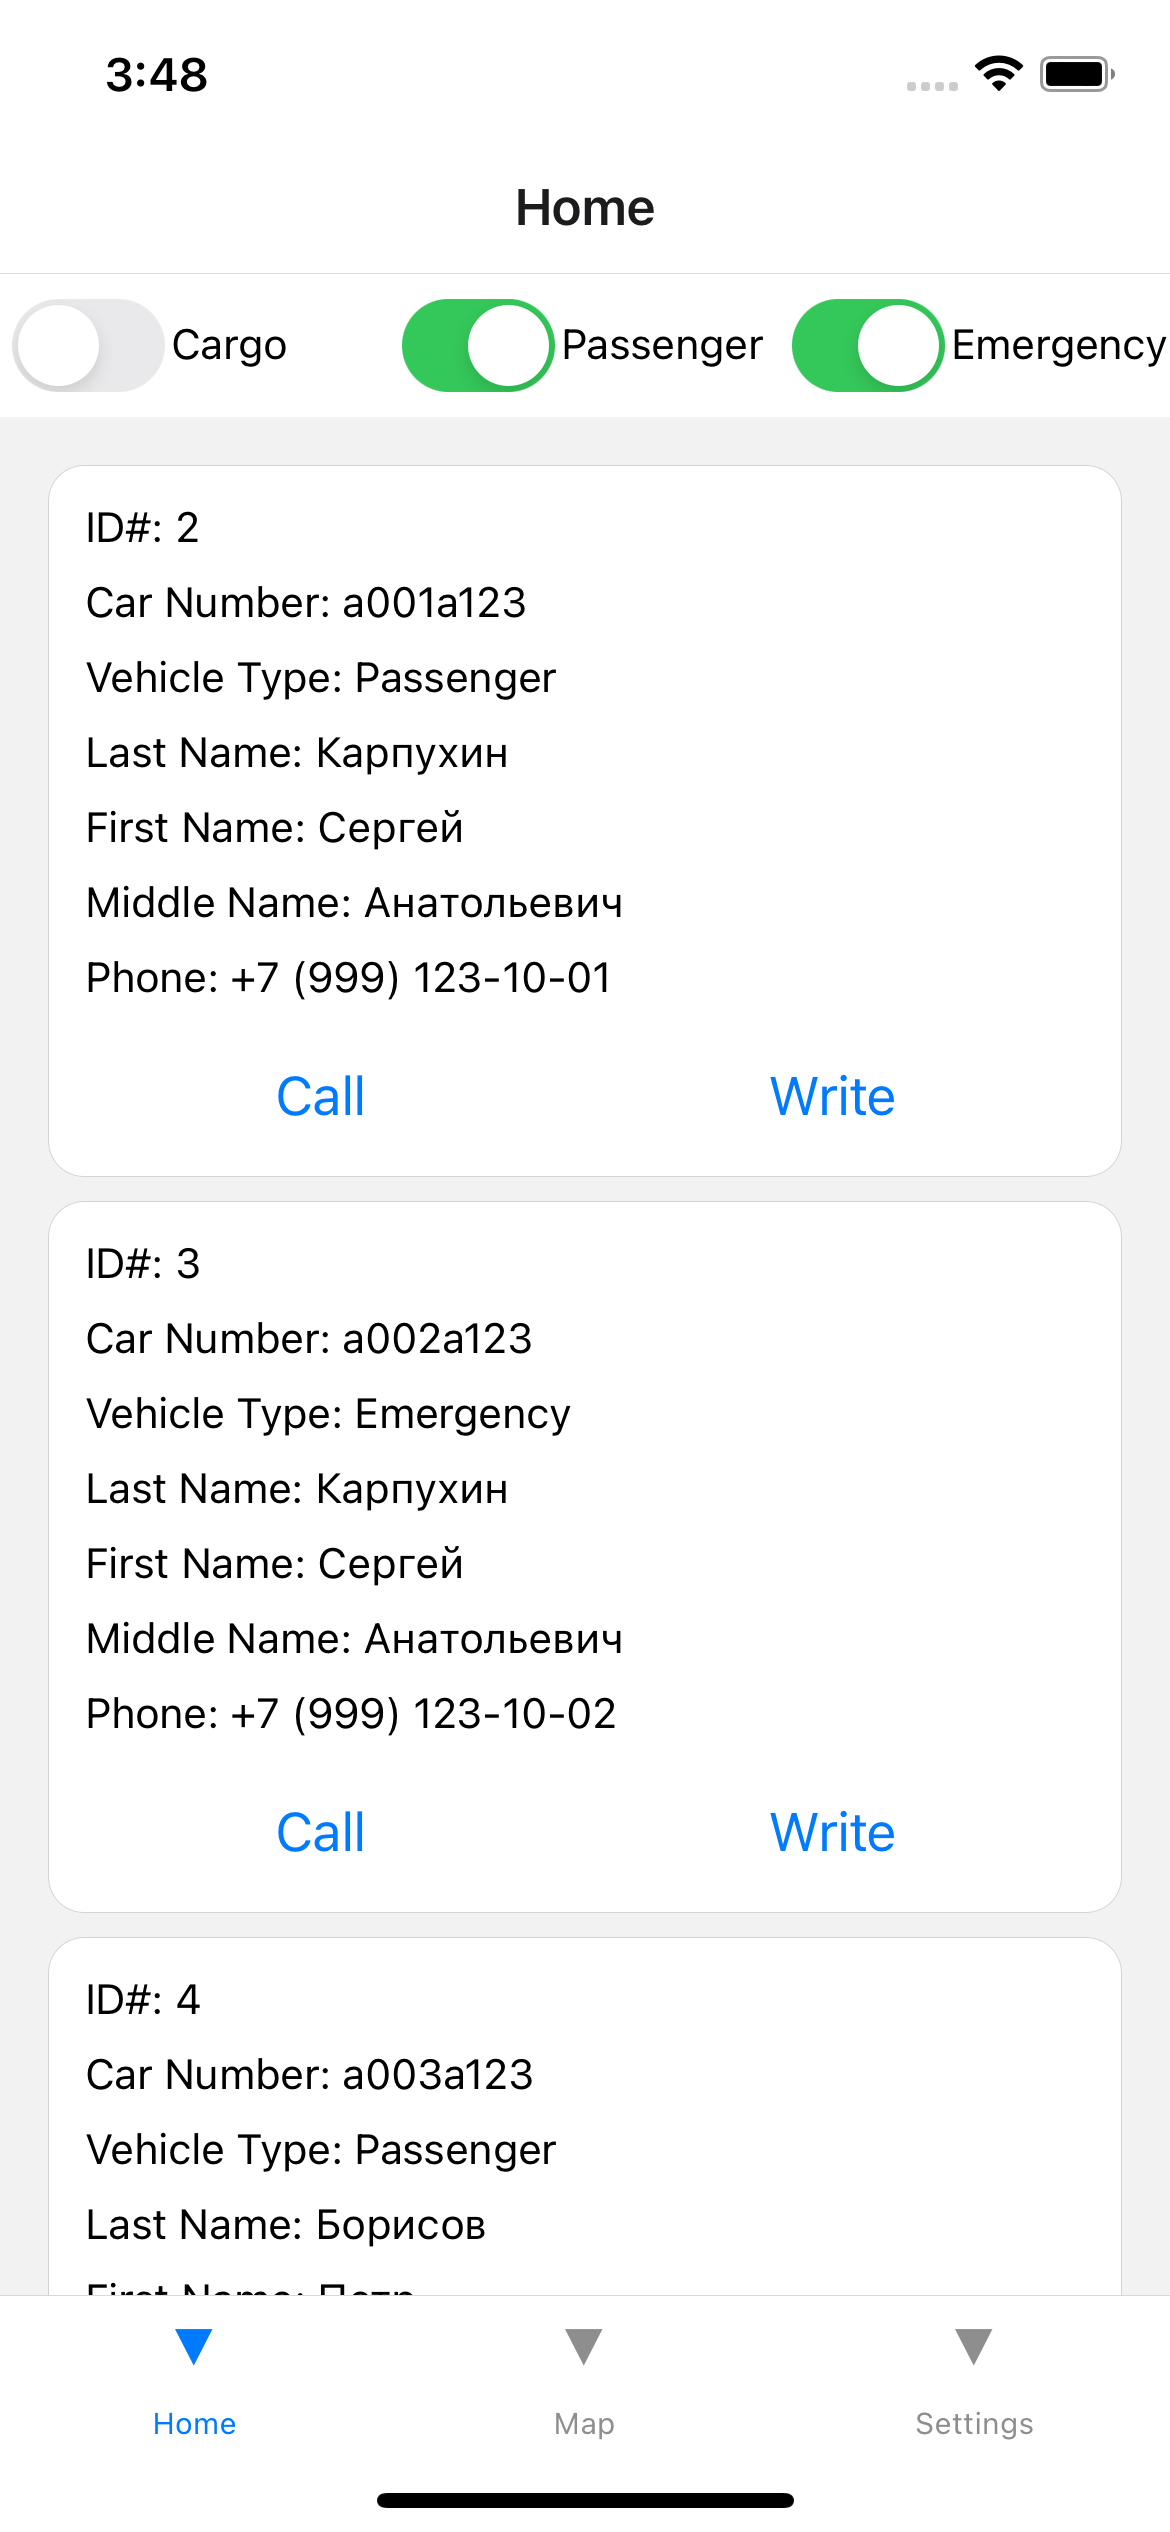 3:48
Home
Cargo Passenger Emergency
ID#: 2
Car Number: a001a123
Vehicle Type: Passenger
Last Name: Карпухин
First Name: Сергей
Middle Name: Анатольевич
Phone: +7 (999) 123-10-01
Call Write
ID#: 3
Car Number: a002a123
Vehicle Type: Emergency
Last Name: Карпухин
First Name: Сергей
Middle Name: Анатольевич
Phone: +7 (999) 123-10-02
Call Write
ID#: 4
Car Number: a003a123
Vehicle Type: Passenger
Last Name: Борисов
First Name: Петр
Home Map Settings